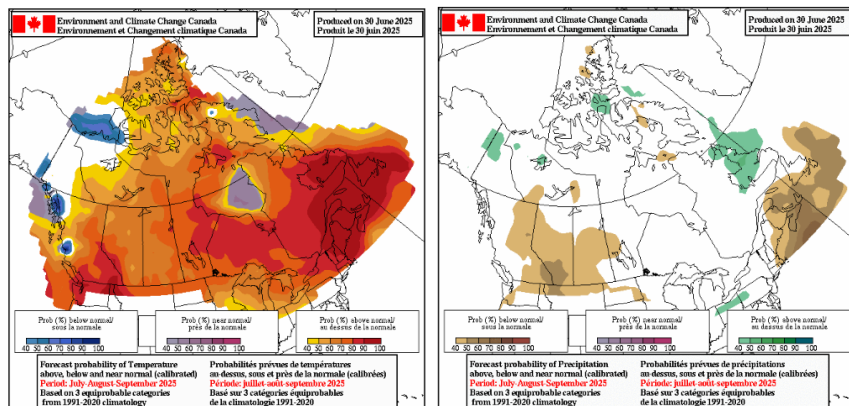 Environment and Climate Change Canada
Environnement et Changement climatique Canada
Produced on 30 June 2025
Produit le 30 juin 2025
Prob (%) below normal/
sous la normale
40 50 60 70 80 90 100
Prob (%) near normal/
près de la normale
40 50 60 70 80 90 100
Prob (%) above normal/
au dessus de la normale
40 50 60 70 80 90 100
Forecast probability of Temperature
above, below and near normal (calibrated)
Period: July-August-September 2025
Based on 3 equiprobable categories
from 1991-2020 climatology
Probabilités prévues de températures
au-dessus, sous et près de la normale (calibrées)
Période: juillet-août-septembre 2025
Basé sur 3 catégories équiprobables
de la climatologie 1991-2020
Environment and Climate Change Canada
Environnement et Changement climatique Canada
Produced on 30 June 2025
Produit le 30 juin 2025
Prob (%) below normal/
sous la normale
40 50 60 70 80 90 100
Prob (%) near normal/
près de la normale
40 50 60 70 80 90 100
Prob (%) above normal/
au dessus de la normale
40 50 60 70 80 90 100
Forecast probability of Precipitation
above, below and near normal (calibrated)
Period: July-August-September 2025
Based on 3 equiprobable categories
from 1991-2020 climatology
Probabilités prévues de précipitations
au-dessus, sous et près de la normale (calibrées)
Période: juillet-août-septembre 2025
Basé sur 3 catégories équiprobables
de la climatologie 1991-2020